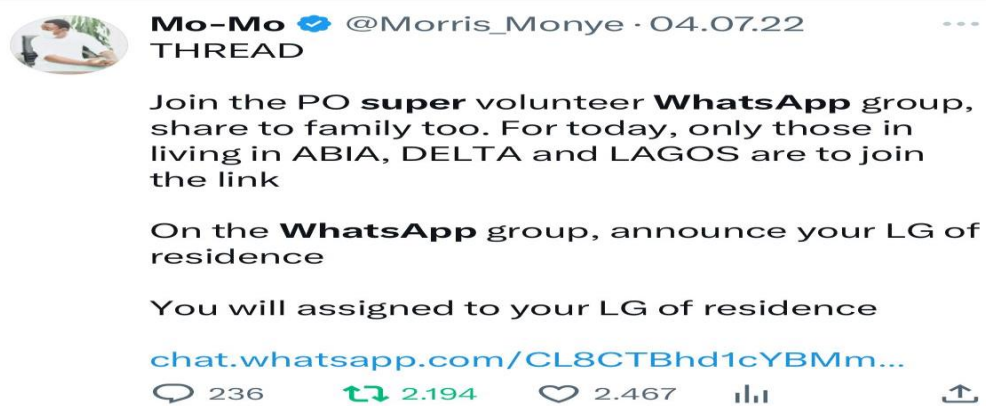 Mo-Mo @Morris_Monye · 04.07.22
THREAD
Join the PO super volunteer WhatsApp group,
share to family too. For today, only those in
living in ABIA, DELTA and LAGOS are to join
the link
On the WhatsApp group, announce your LG of
residence
You will assigned to your LG of residence
chat.whatsapp.com/CL8CTBhd1cYBMm...
236 2.194 2.467